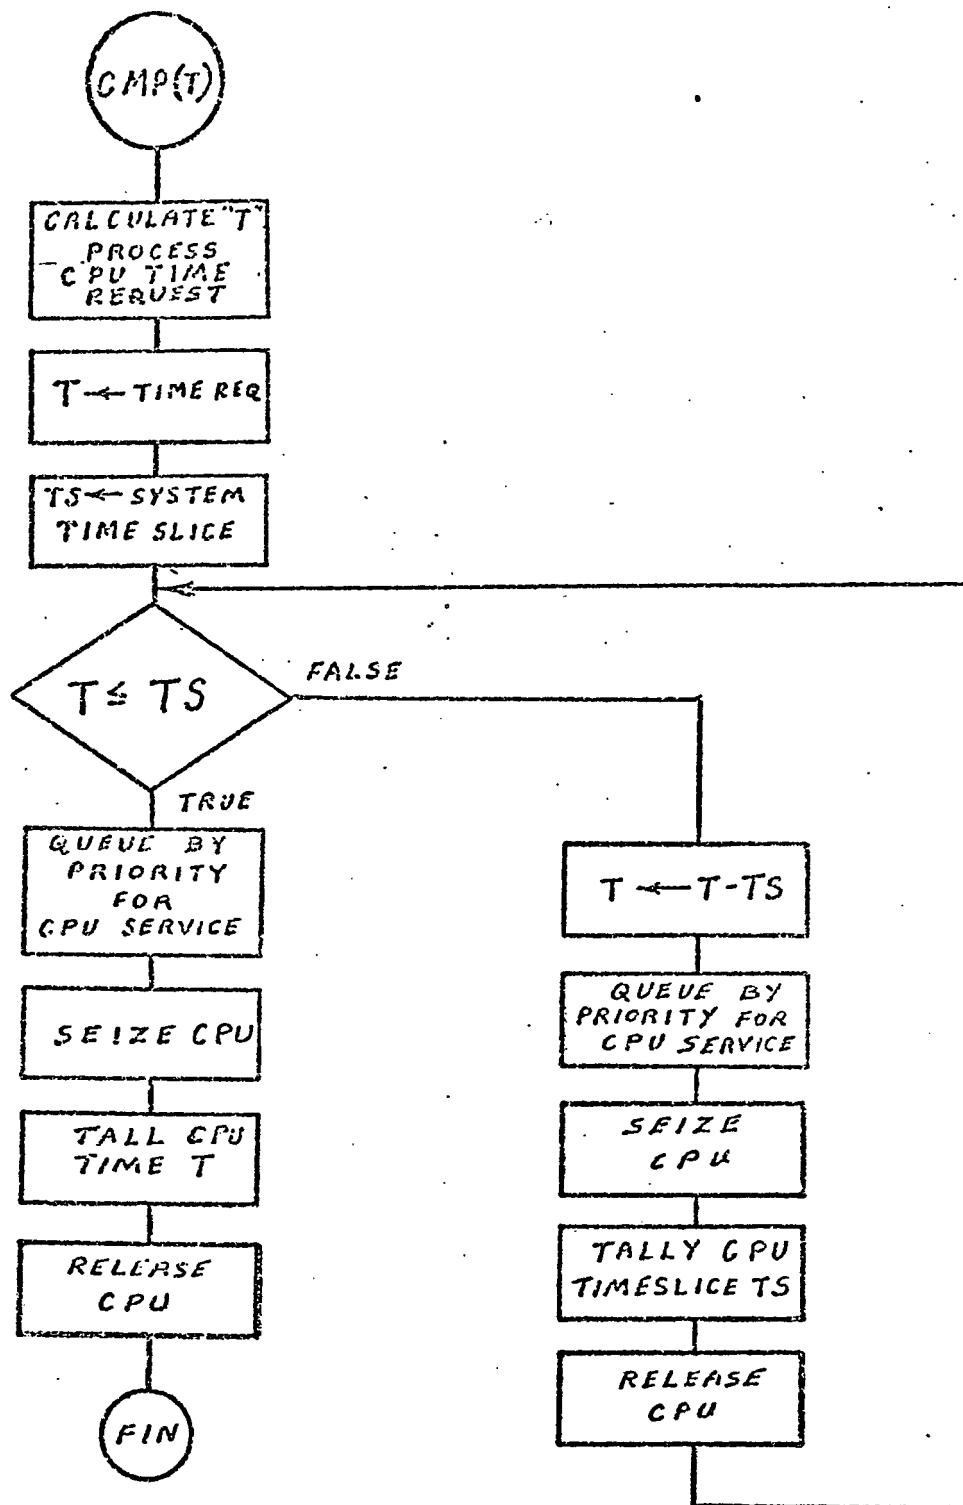 CMP(T)
CALCULATE "T"
PROCESS
CPU TIME
REQUEST
T ← TIME REQ
TS ← SYSTEM
TIME SLICE
T ≤ TS
FALSE
TRUE
QUEUE BY
PRIORITY
FOR
CPU SERVICE
SEIZE CPU
TALL CPU
TIME T
RELEASE
CPU
FIN
T ← T-TS
QUEUE BY
PRIORITY FOR
CPU SERVICE
SEIZE
CPU
TALLY CPU
TIMESLICE TS
RELEASE
CPU